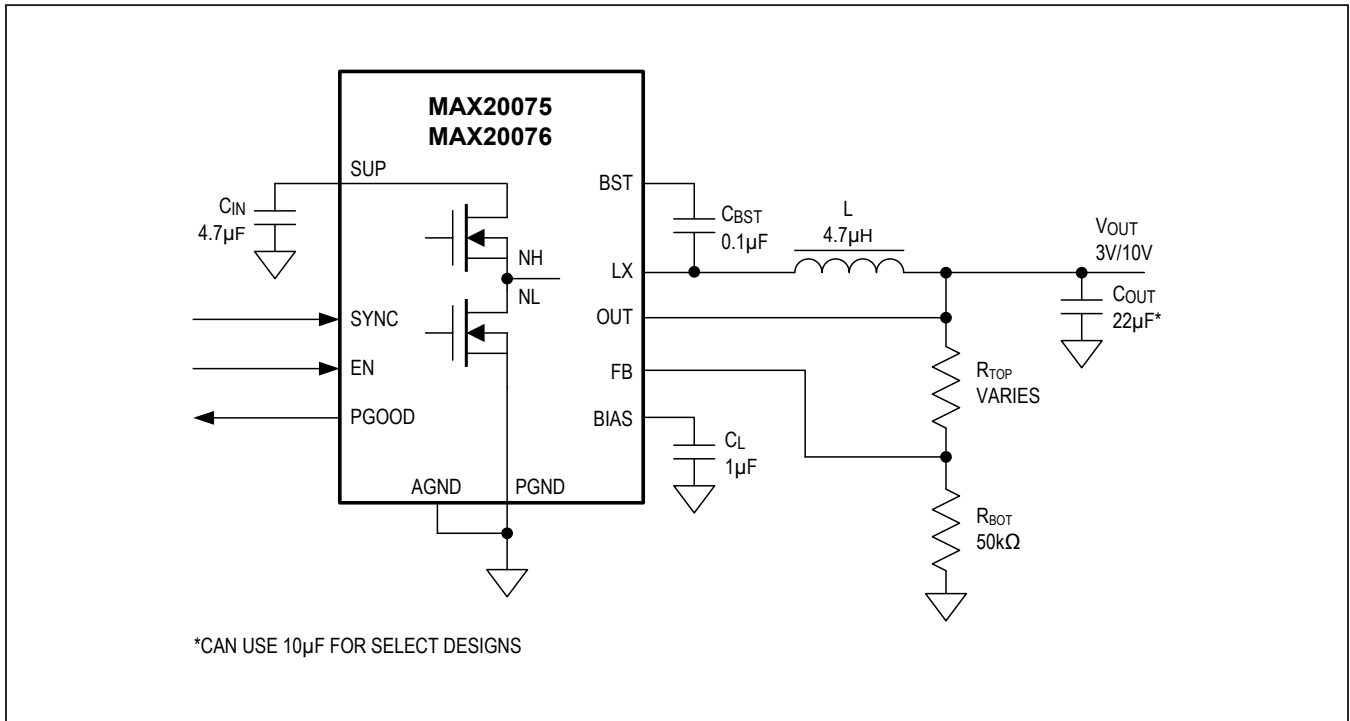 MAX20075
MAX20076
SUP
CIN
4.7µF
SYNC
EN
PGOOD
AGND
PGND
NH
NL
BST
LX
OUT
FB
BIAS
CBST
0.1µF
L
4.7µH
VOUT
3V/10V
COUT
22µF*
RTOP
VARIES
CL
1µF
RBOT
50kΩ
*CAN USE 10µF FOR SELECT DESIGNS